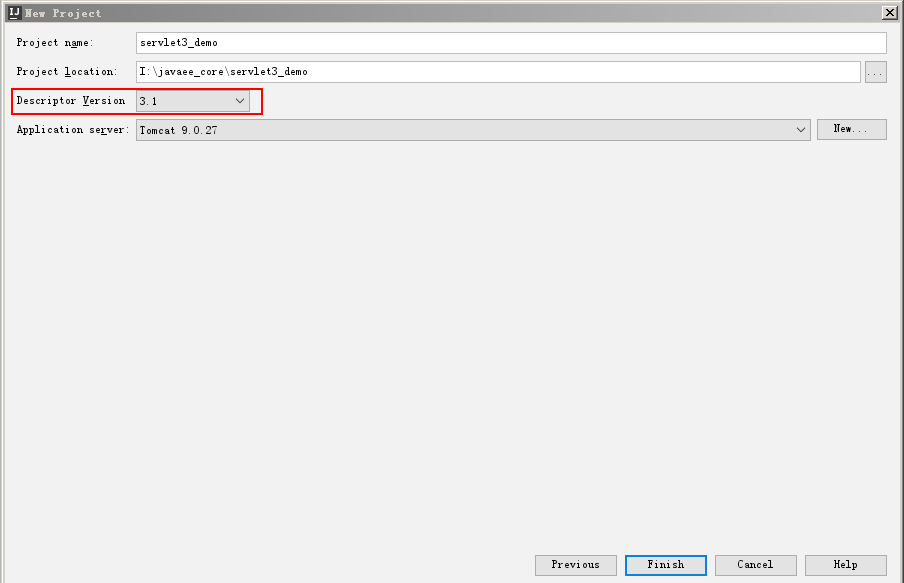 IJ New Project
Project name: servlet3_demo
Project location: I:\javaee_core\servlet3_demo ...
Descriptor Version 3.1
Application server: Tomcat 9.0.27 New...
Previous Finish Cancel Help